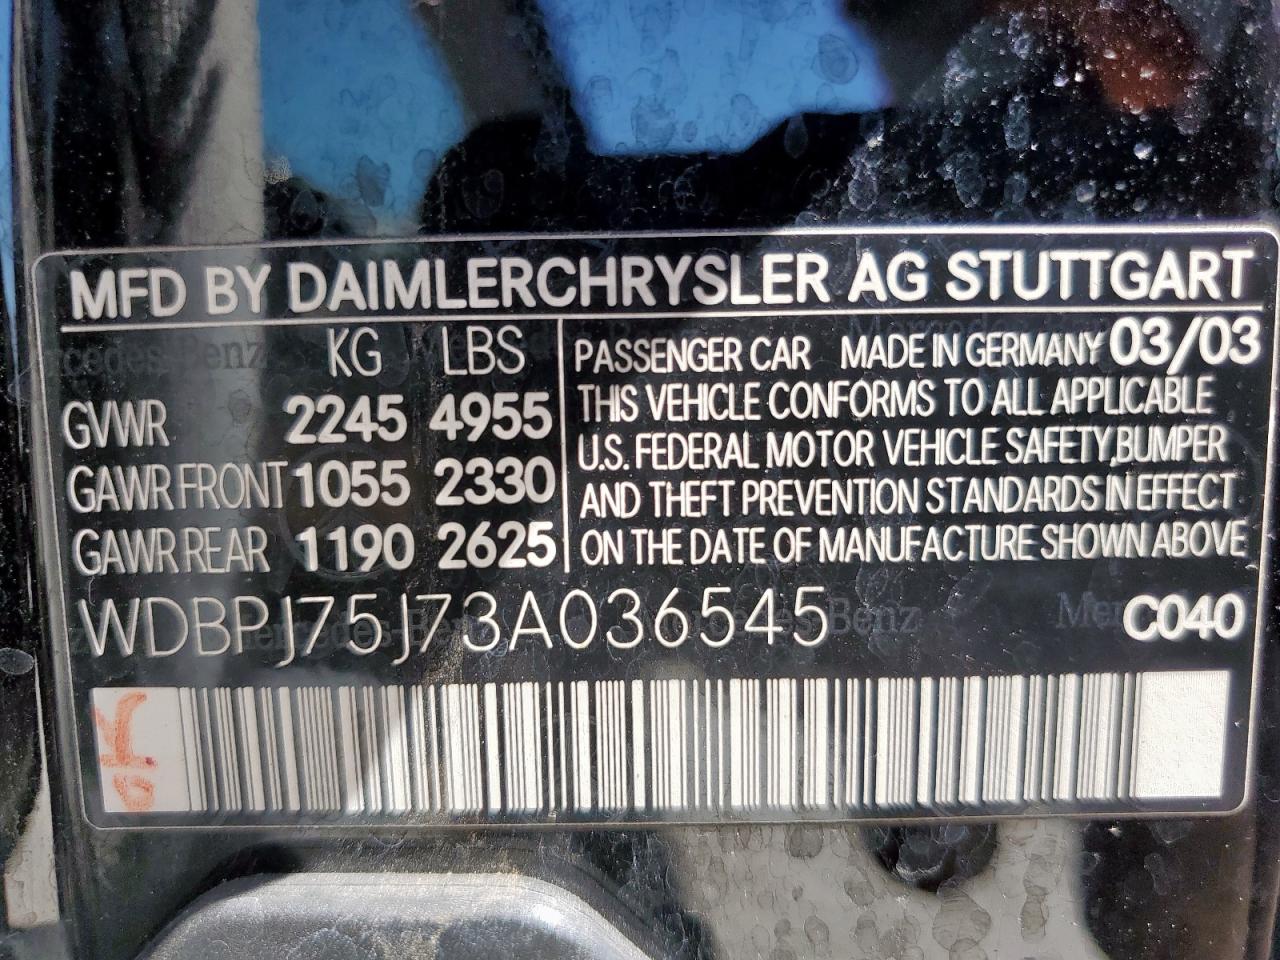 MFD BY DAIMLERCHRYSLER AG STUTTGART
KG LBS
GVWR 2245 4955
GAWR FRONT 1055 2330
GAWR REAR 1190 2625
PASSENGER CAR MADE IN GERMANY 03/03
THIS VEHICLE CONFORMS TO ALL APPLICABLE
U.S. FEDERAL MOTOR VEHICLE SAFETY, BUMPER
AND THEFT PREVENTION STANDARDS IN EFFECT
ON THE DATE OF MANUFACTURE SHOWN ABOVE
WDBPJ75J73A036545 C040